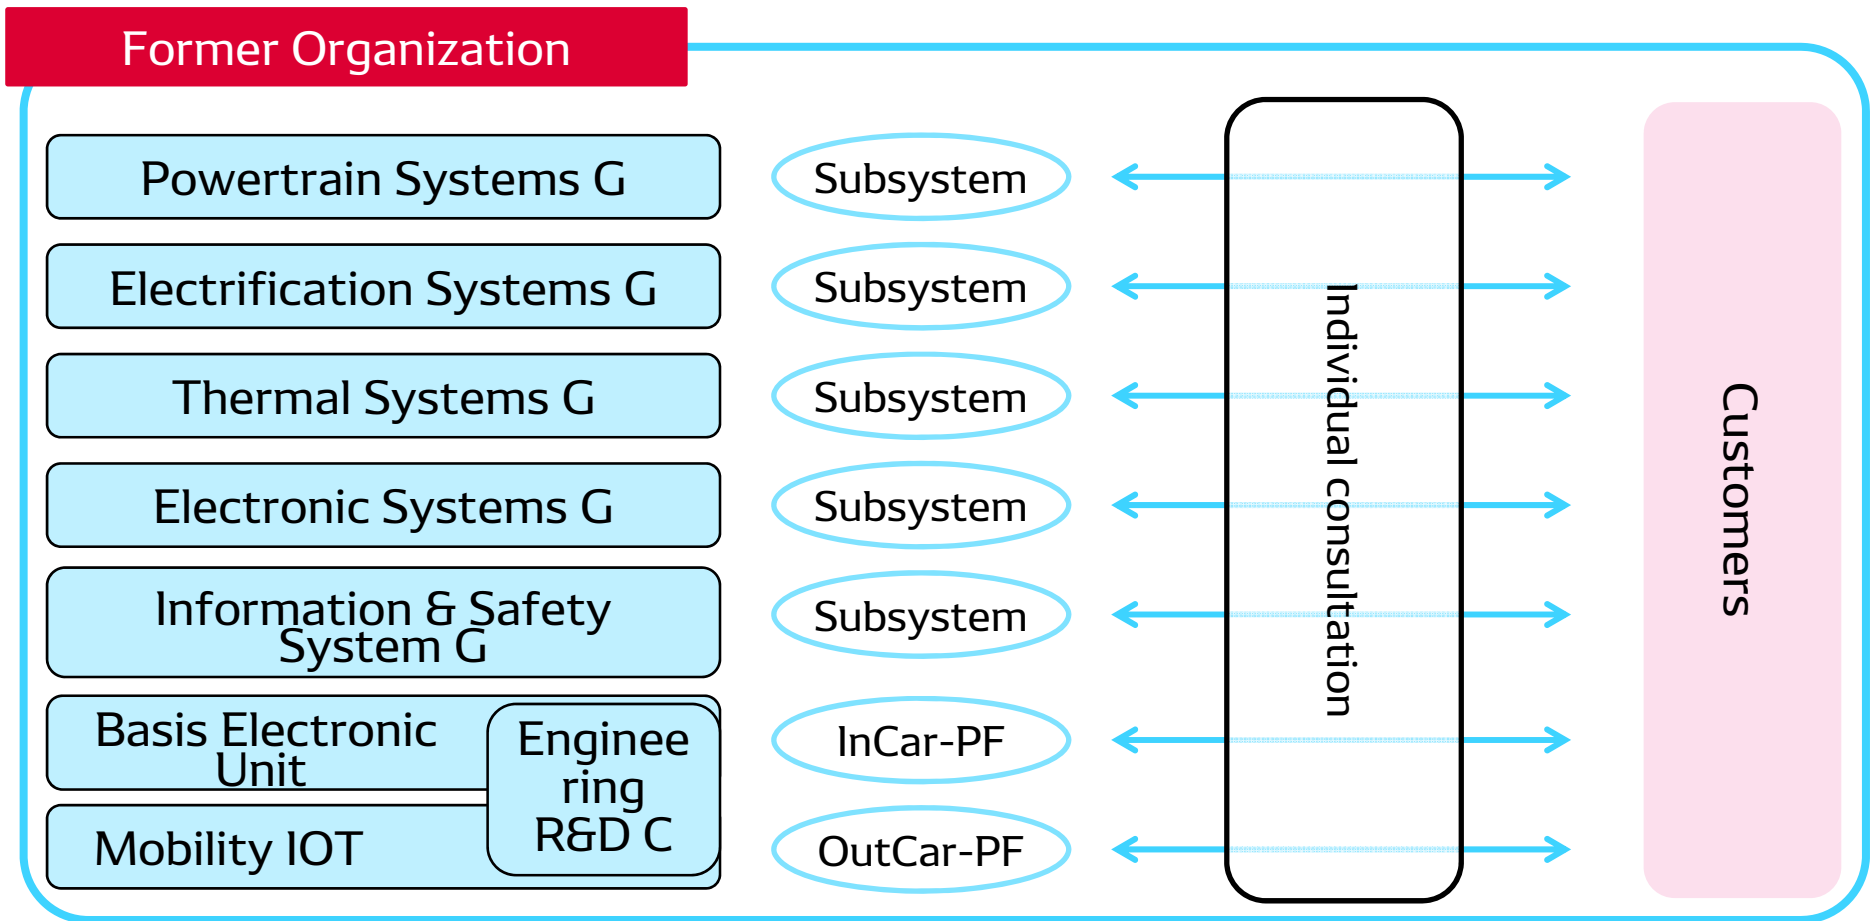 Former Organization
Powertrain Systems G
Subsystem
Electrification Systems G
Subsystem
Thermal Systems G
Subsystem
Electronic Systems G
Subsystem
Information & Safety
System G
Subsystem
Basis Electronic
Unit
InCar-PF
Mobility IOT
Enginee
ring
R&D C
OutCar-PF
Individual consultation
Customers